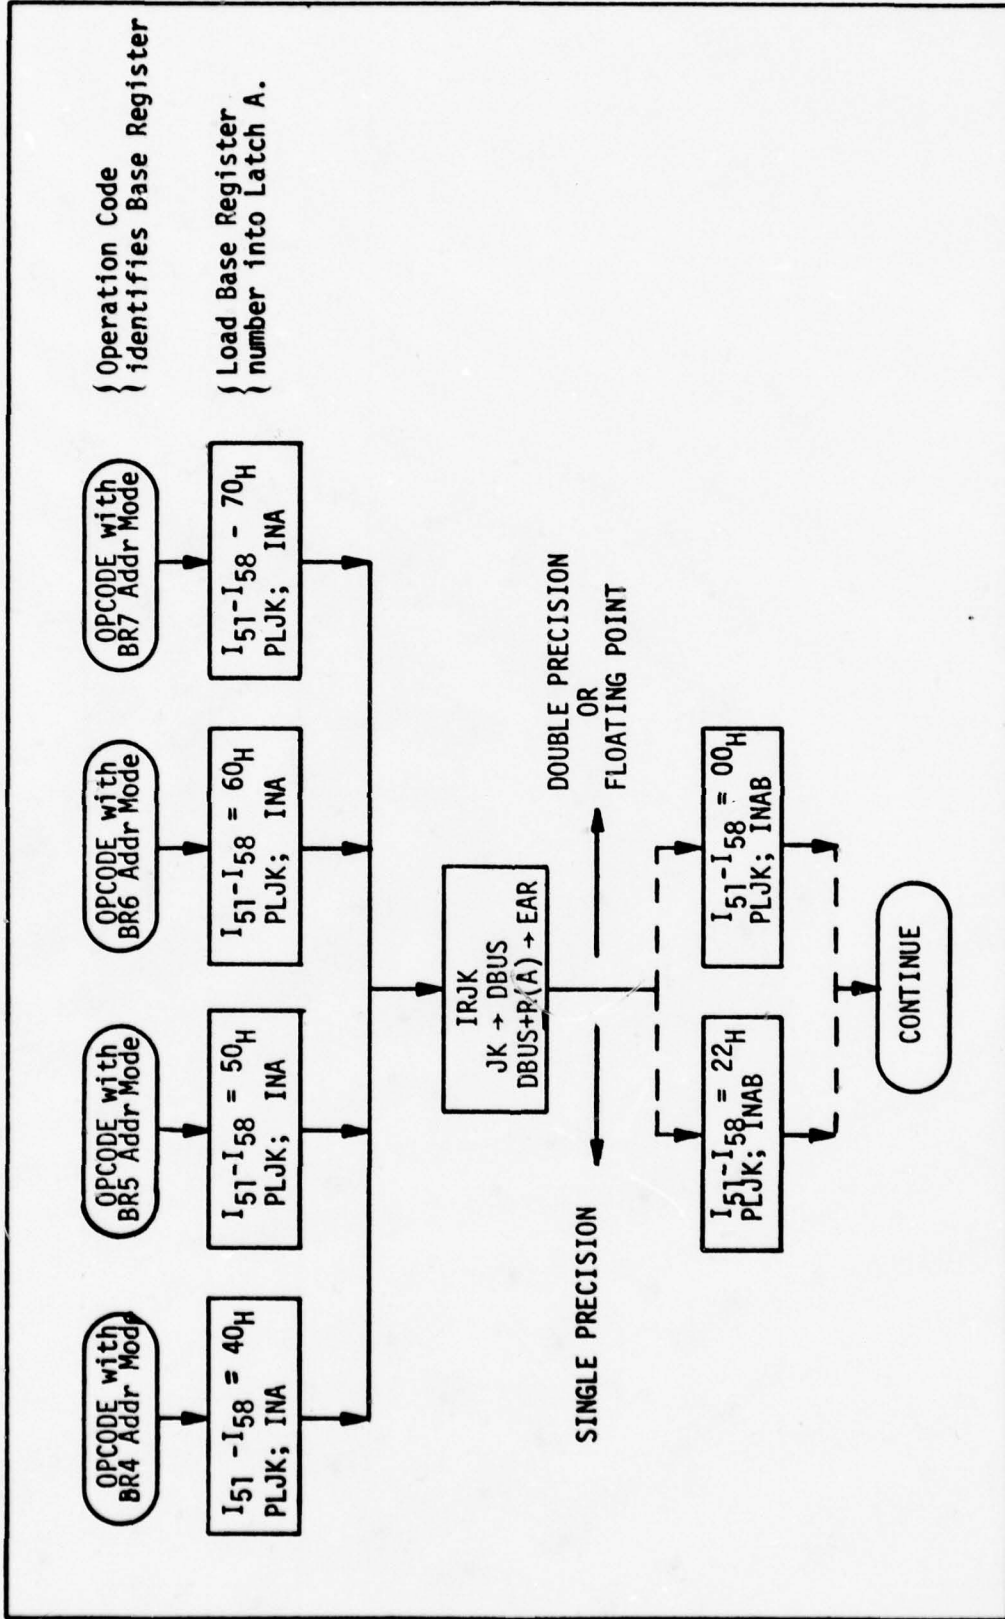 OPCODE with
BR4 Addr Mode
OPCODE with
BR5 Addr Mode
OPCODE with
BR6 Addr Mode
OPCODE with
BR7 Addr Mode
{Operation Code
identifies Base Register
I51 -I58 = 40H
PLJK; INA
I51-I58 = 50H
PLJK; INA
I51-I58 = 60H
PLJK; INA
I51-I58 - 70H
PLJK; INA
{Load Base Register
number into Latch A.
IRJK
JK → DBUS
DBUS+R(A) → EAR
SINGLE PRECISION
DOUBLE PRECISION
OR
FLOATING POINT
I51-I58 = 22H
PLJK; INAB
I51-I58 = 00H
PLJK; INAB
CONTINUE